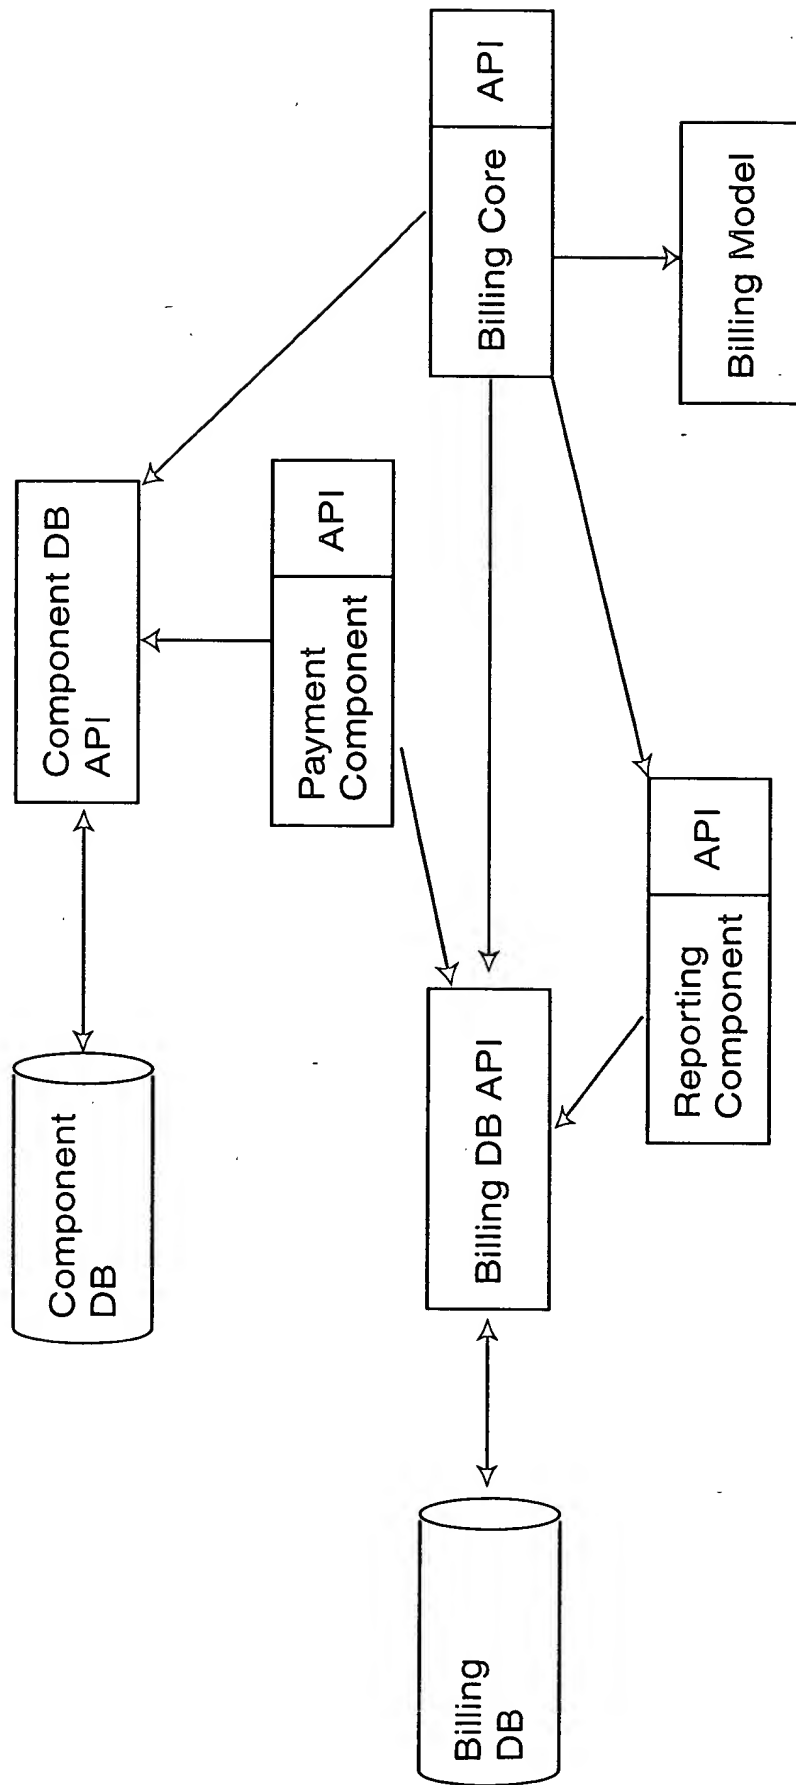 Component
DB
Component DB
API
Payment
Component
API
Billing
DB
Billing DB API
Billing Core
API
Reporting
Component
API
Billing Model